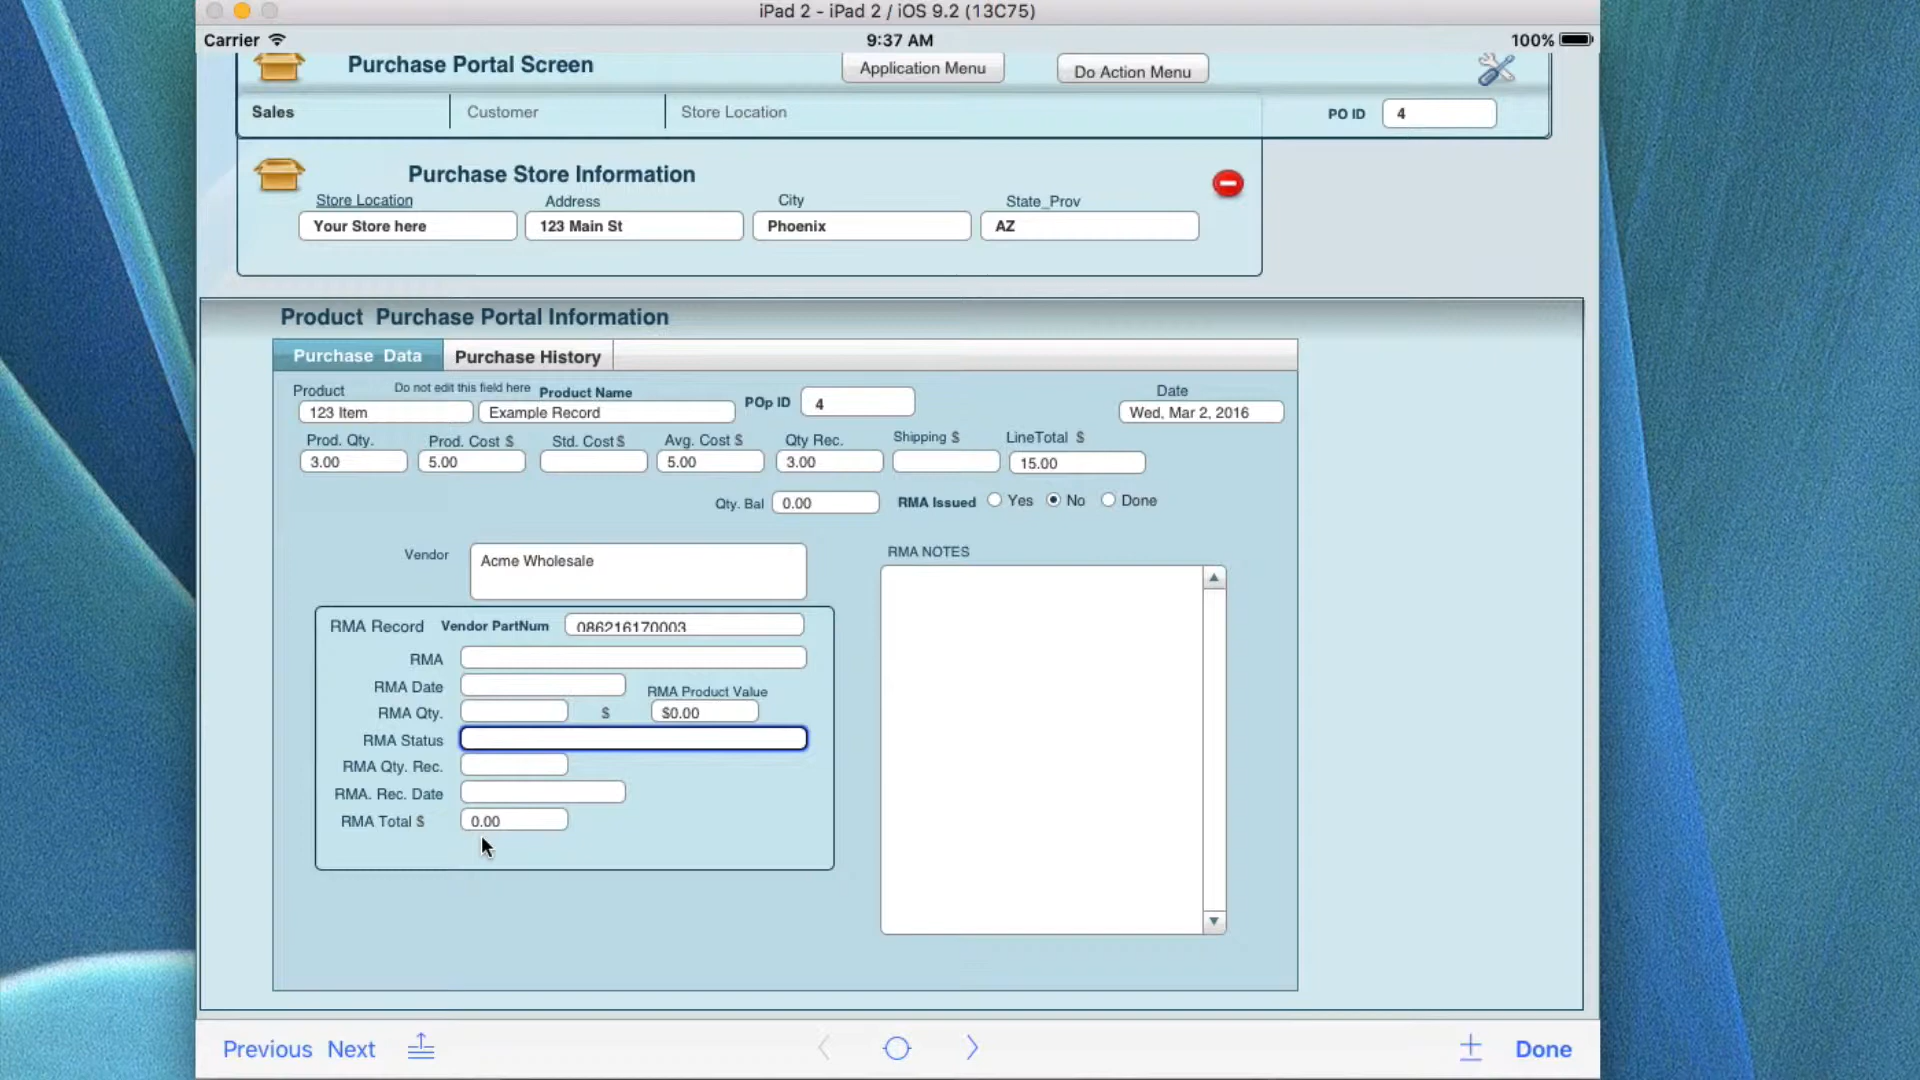 iPad 2 - iPad 2 / iOS 9.2 (13C75)
Carrier 9:37 AM 100%
Purchase Portal Screen Application Menu Do Action Menu
Sales Customer Store Location PO ID 4
Purchase Store Information
Store Location Address City State_Prov
Your Store here 123 Main St Phoenix AZ
Product Purchase Portal Information
Purchase Data Purchase History
Product Do not edit this field here Product Name POp ID 4 Date
123 Item Example Record Wed, Mar 2, 2016
Prod. Qty. Prod. Cost $ Std. Cost $ Avg. Cost $ Qty Rec. Shipping $ LineTotal $
3.00 5.00 5.00 3.00 15.00
Qty. Bal 0.00 RMA Issued Yes No Done
Vendor Acme Wholesale RMA NOTES
RMA Record Vendor PartNum 086216170003
RMA
RMA Date RMA Product Value
RMA Qty. $ $0.00
RMA Status
RMA Qty. Rec.
RMA. Rec. Date
RMA Total $ 0.00
Previous Next Done